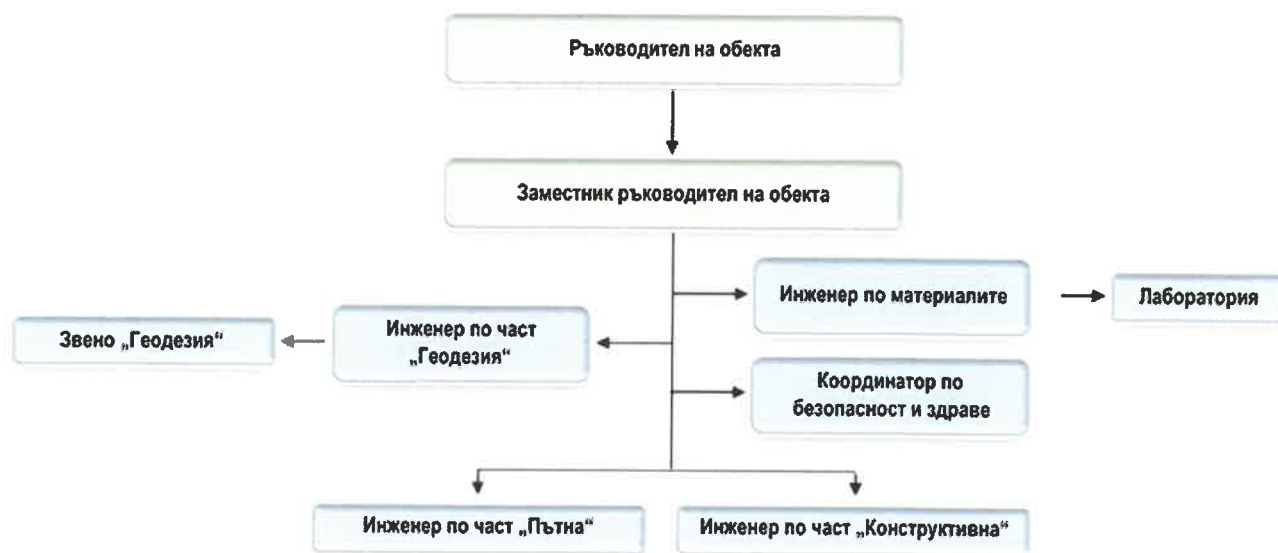 Ръководител на обекта
Заместник ръководител на обекта
Инженер по материалите
Лаборатория
Звено „Геодезия“
Инженер по част
„Геодезия“
Координатор по
безопасност и здраве
Инженер по част „Пътна“
Инженер по част „Конструктивна“